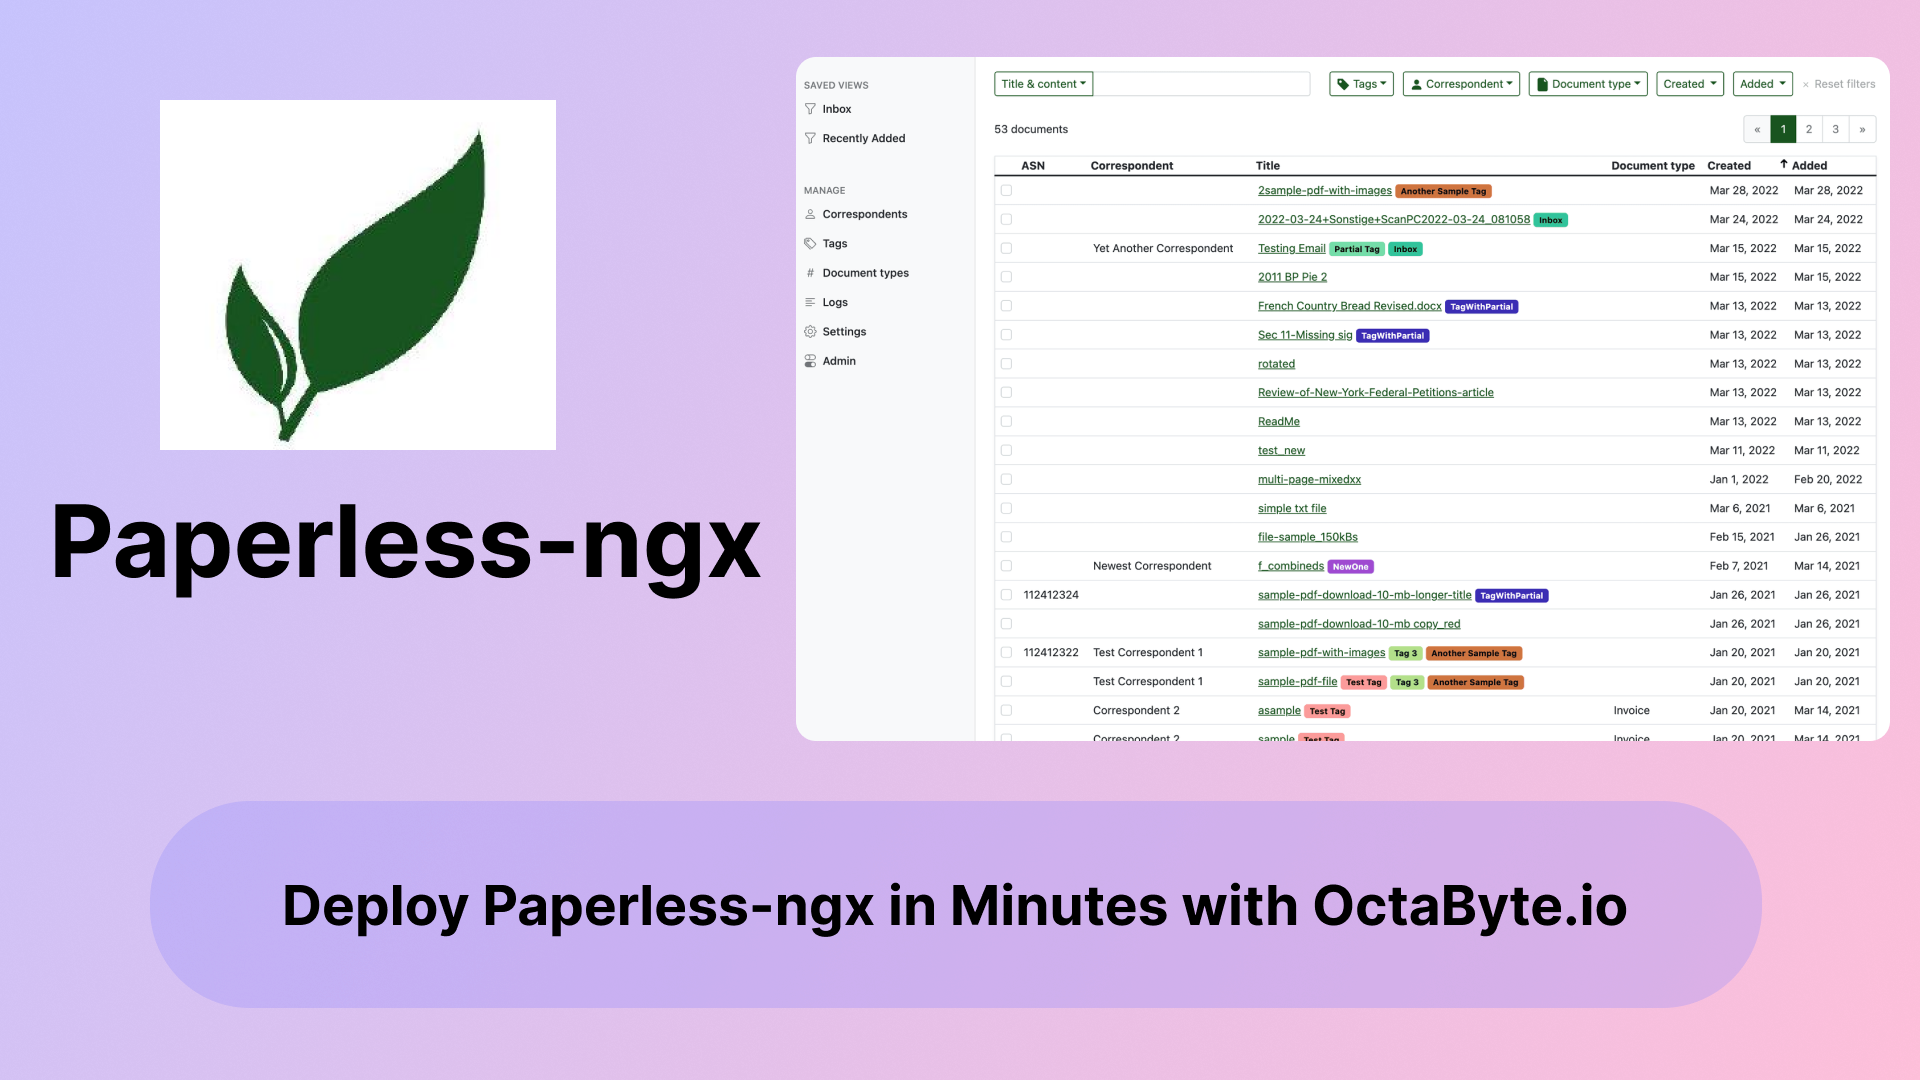 Paperless-ngx
SAVED VIEWS
Inbox
Recently Added
MANAGE
Correspondents
Tags
# Document types
Logs
Settings
Admin
Title & content Tags Correspondent Document type Created Added × Reset filters
53 documents « 1 2 3 »
ASN Correspondent Title Document type Created Added
2sample-pdf-with-images Another Sample Tag Mar 28, 2022 Mar 28, 2022
2022-03-24+Sonstige+ScanPC2022-03-24_081058 Inbox Mar 24, 2022 Mar 24, 2022
Yet Another Correspondent Testing Email Partial Tag Inbox Mar 15, 2022 Mar 15, 2022
2011 BP Pie 2 Mar 15, 2022 Mar 15, 2022
French Country Bread Revised.docx TagWithPartial Mar 13, 2022 Mar 13, 2022
Sec 11-Missing sig TagWithPartial Mar 13, 2022 Mar 13, 2022
rotated Mar 13, 2022 Mar 13, 2022
Review-of-New-York-Federal-Petitions-article Mar 13, 2022 Mar 13, 2022
ReadMe Mar 13, 2022 Mar 13, 2022
test_new Mar 11, 2022 Mar 11, 2022
multi-page-mixedxx Jan 1, 2022 Feb 20, 2022
simple txt file Mar 6, 2021 Mar 6, 2021
file-sample_150kBs Feb 15, 2021 Jan 26, 2021
Newest Correspondent f_combineds NewOne Feb 7, 2021 Mar 14, 2021
112412324 sample-pdf-download-10-mb-longer-title TagWithPartial Jan 26, 2021 Jan 26, 2021
sample-pdf-download-10-mb copy_red Jan 26, 2021 Jan 26, 2021
112412322 Test Correspondent 1 sample-pdf-with-images Tag 3 Another Sample Tag Jan 20, 2021 Jan 20, 2021
Test Correspondent 1 sample-pdf-file Test Tag Tag 3 Another Sample Tag Jan 20, 2021 Jan 20, 2021
Correspondent 2 asample Test Tag Invoice Jan 20, 2021 Mar 14, 2021
Correspondent 2 sample Test Tag Invoice Jan 20, 2021 Mar 14, 2021
Deploy Paperless-ngx in Minutes with OctaByte.io